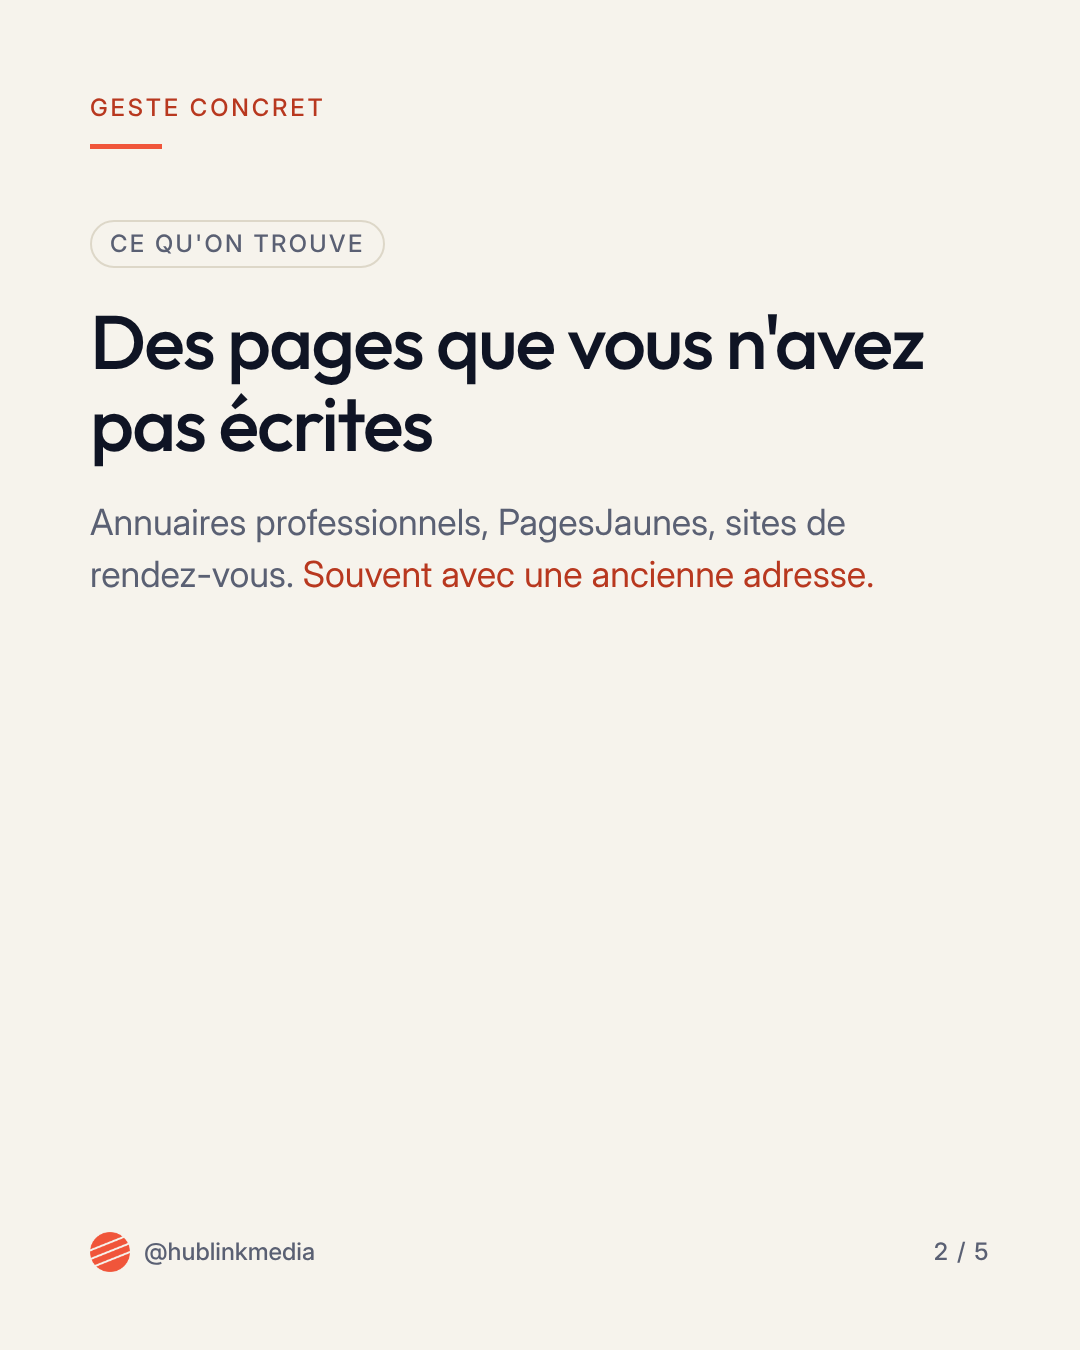 GESTE CONCRET
CE QU'ON TROUVE
Des pages que vous n'avez
pas écrites
Annuaires professionnels, PagesJaunes, sites de
rendez-vous. Souvent avec une ancienne adresse.
@hublinkmedia
2 / 5